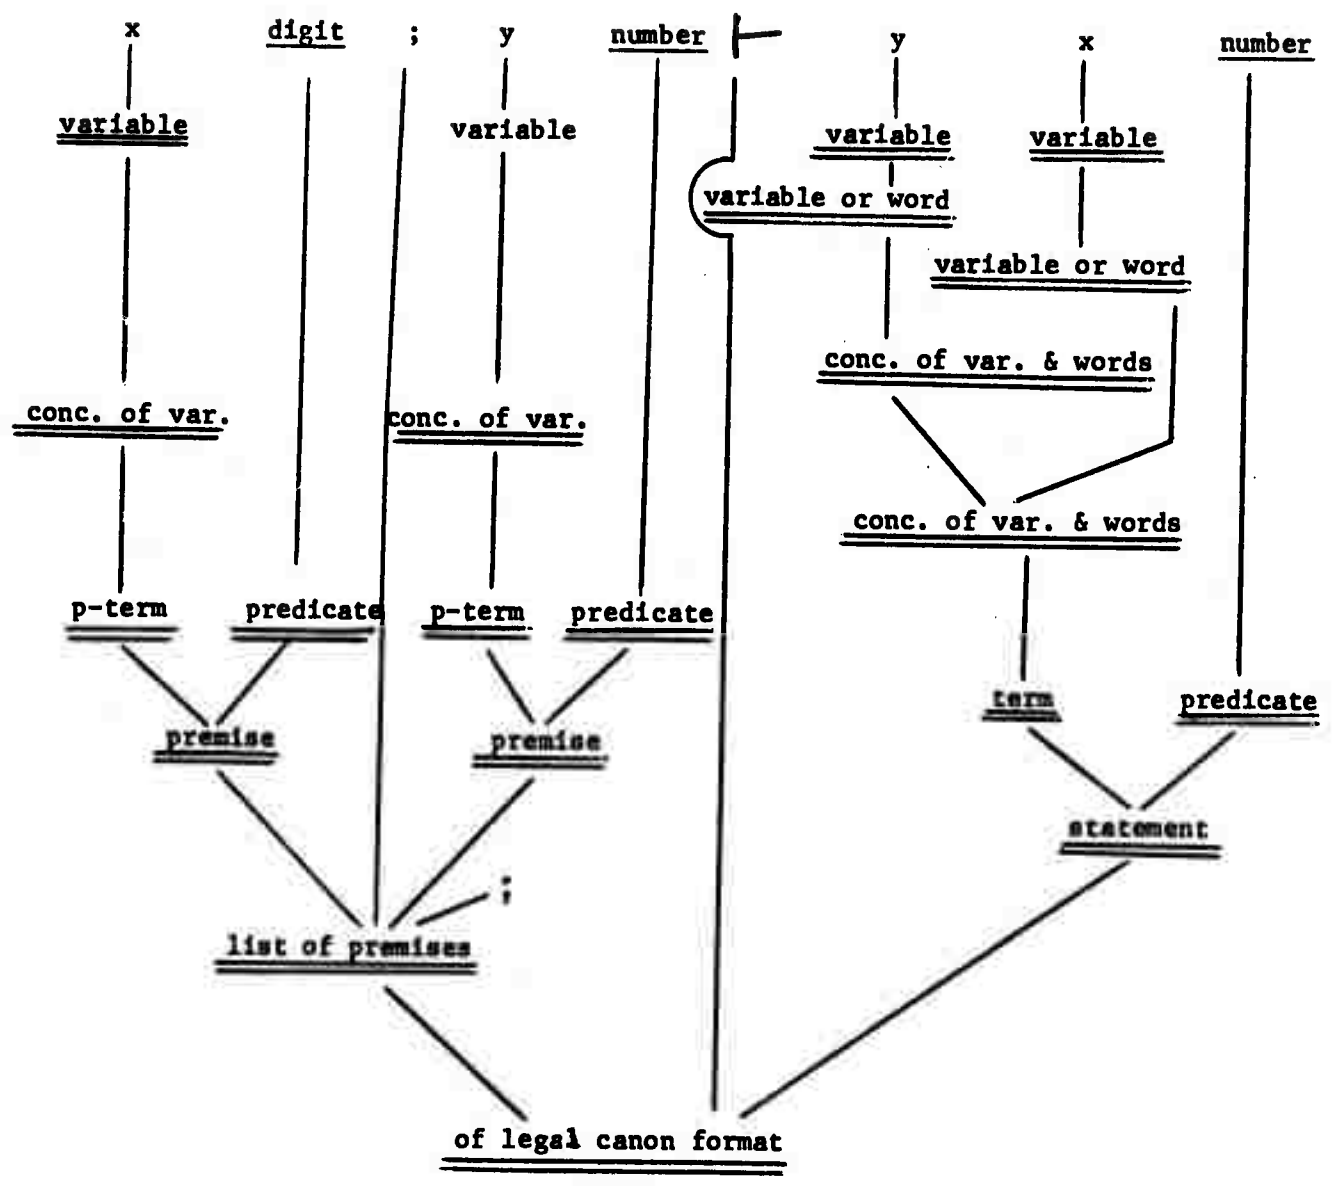 x digit ; y number ⊢ y x number
variable variable variable variable
variable or word
variable or word
conc. of var. & words
conc. of var. conc. of var.
conc. of var. & words
p-term predicate p-term predicate
term predicate
premise premise
statement
;
list of premises
of legal canon format